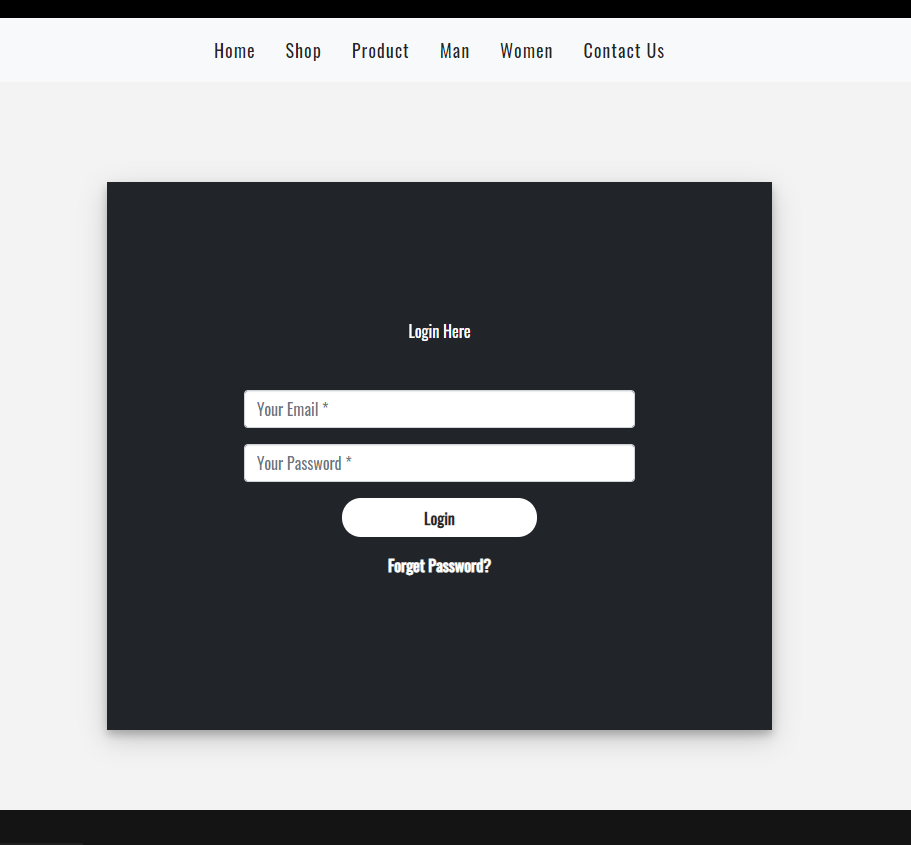 Home Shop Product Man Women Contact Us
Login Here
Your Email *
Your Password *
Login
Forget Password?